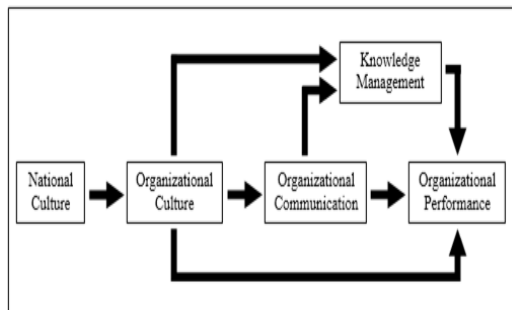 Knowledge
Management
National
Culture
Organizational
Culture
Organizational
Communication
Organizational
Performance